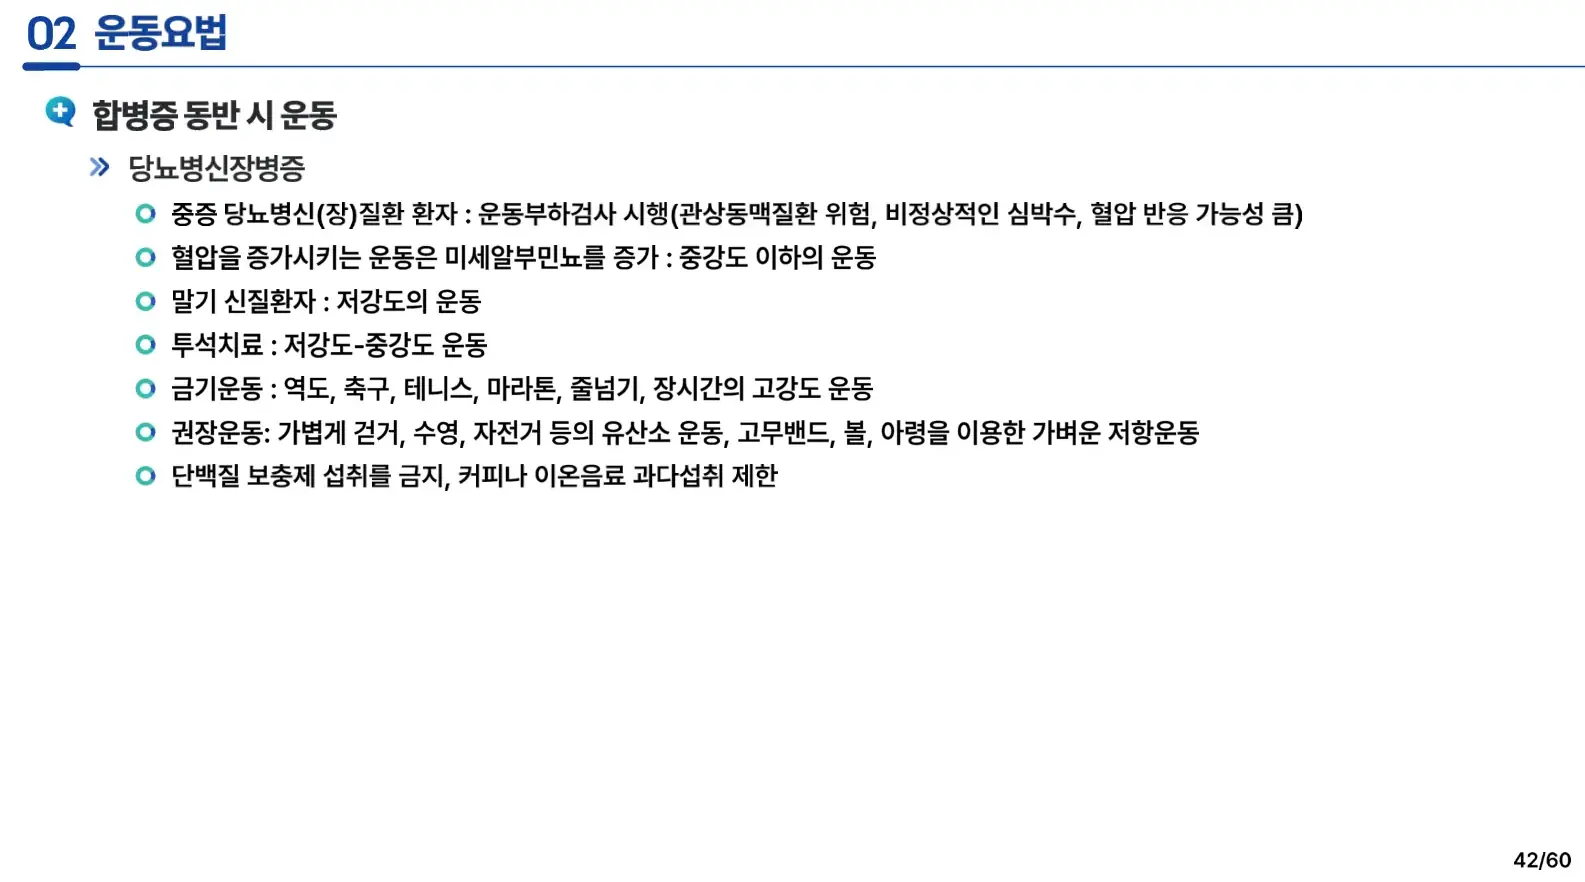 02 운동요법
합병증 동반 시 운동
당뇨병신장병증
중증 당뇨병신(장)질환 환자 : 운동부하검사 시행(관상동맥질환 위험, 비정상적인 심박수, 혈압 반응 가능성 큼)
혈압을 증가시키는 운동은 미세알부민뇨를 증가 : 중강도 이하의 운동
말기 신질환자 : 저강도의 운동
투석치료 : 저강도-중강도 운동
금기운동 : 역도, 축구, 테니스, 마라톤, 줄넘기, 장시간의 고강도 운동
권장운동: 가볍게 걷거, 수영, 자전거 등의 유산소 운동, 고무밴드, 볼, 아령을 이용한 가벼운 저항운동
단백질 보충제 섭취를 금지, 커피나 이온음료 과다섭취 제한
42/60